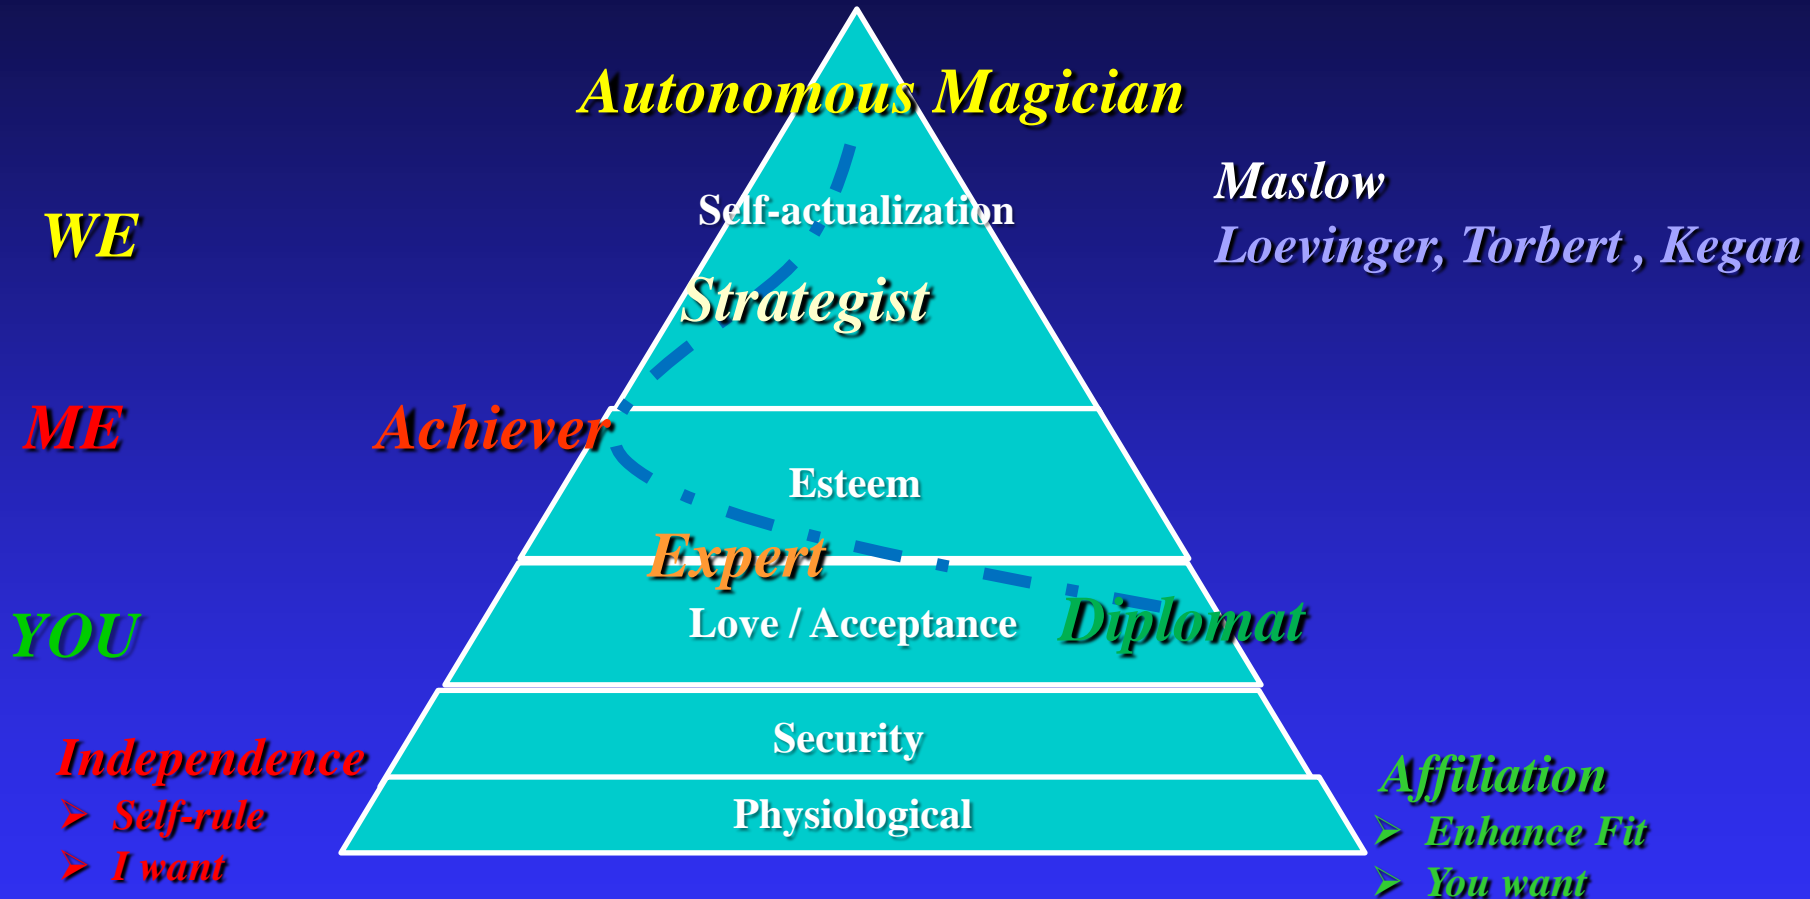 Autonomous Magician
Maslow
Self-actualization
WE
Loevinger, Torbert , Kegan
Strategist
ME
Achiever
Esteem
Expert
YOU
Love / Acceptance
Diplomat
Security
Independence
➢ Self-rule
➢ I want
Physiological
Affiliation
➢ Enhance Fit
➢ You want